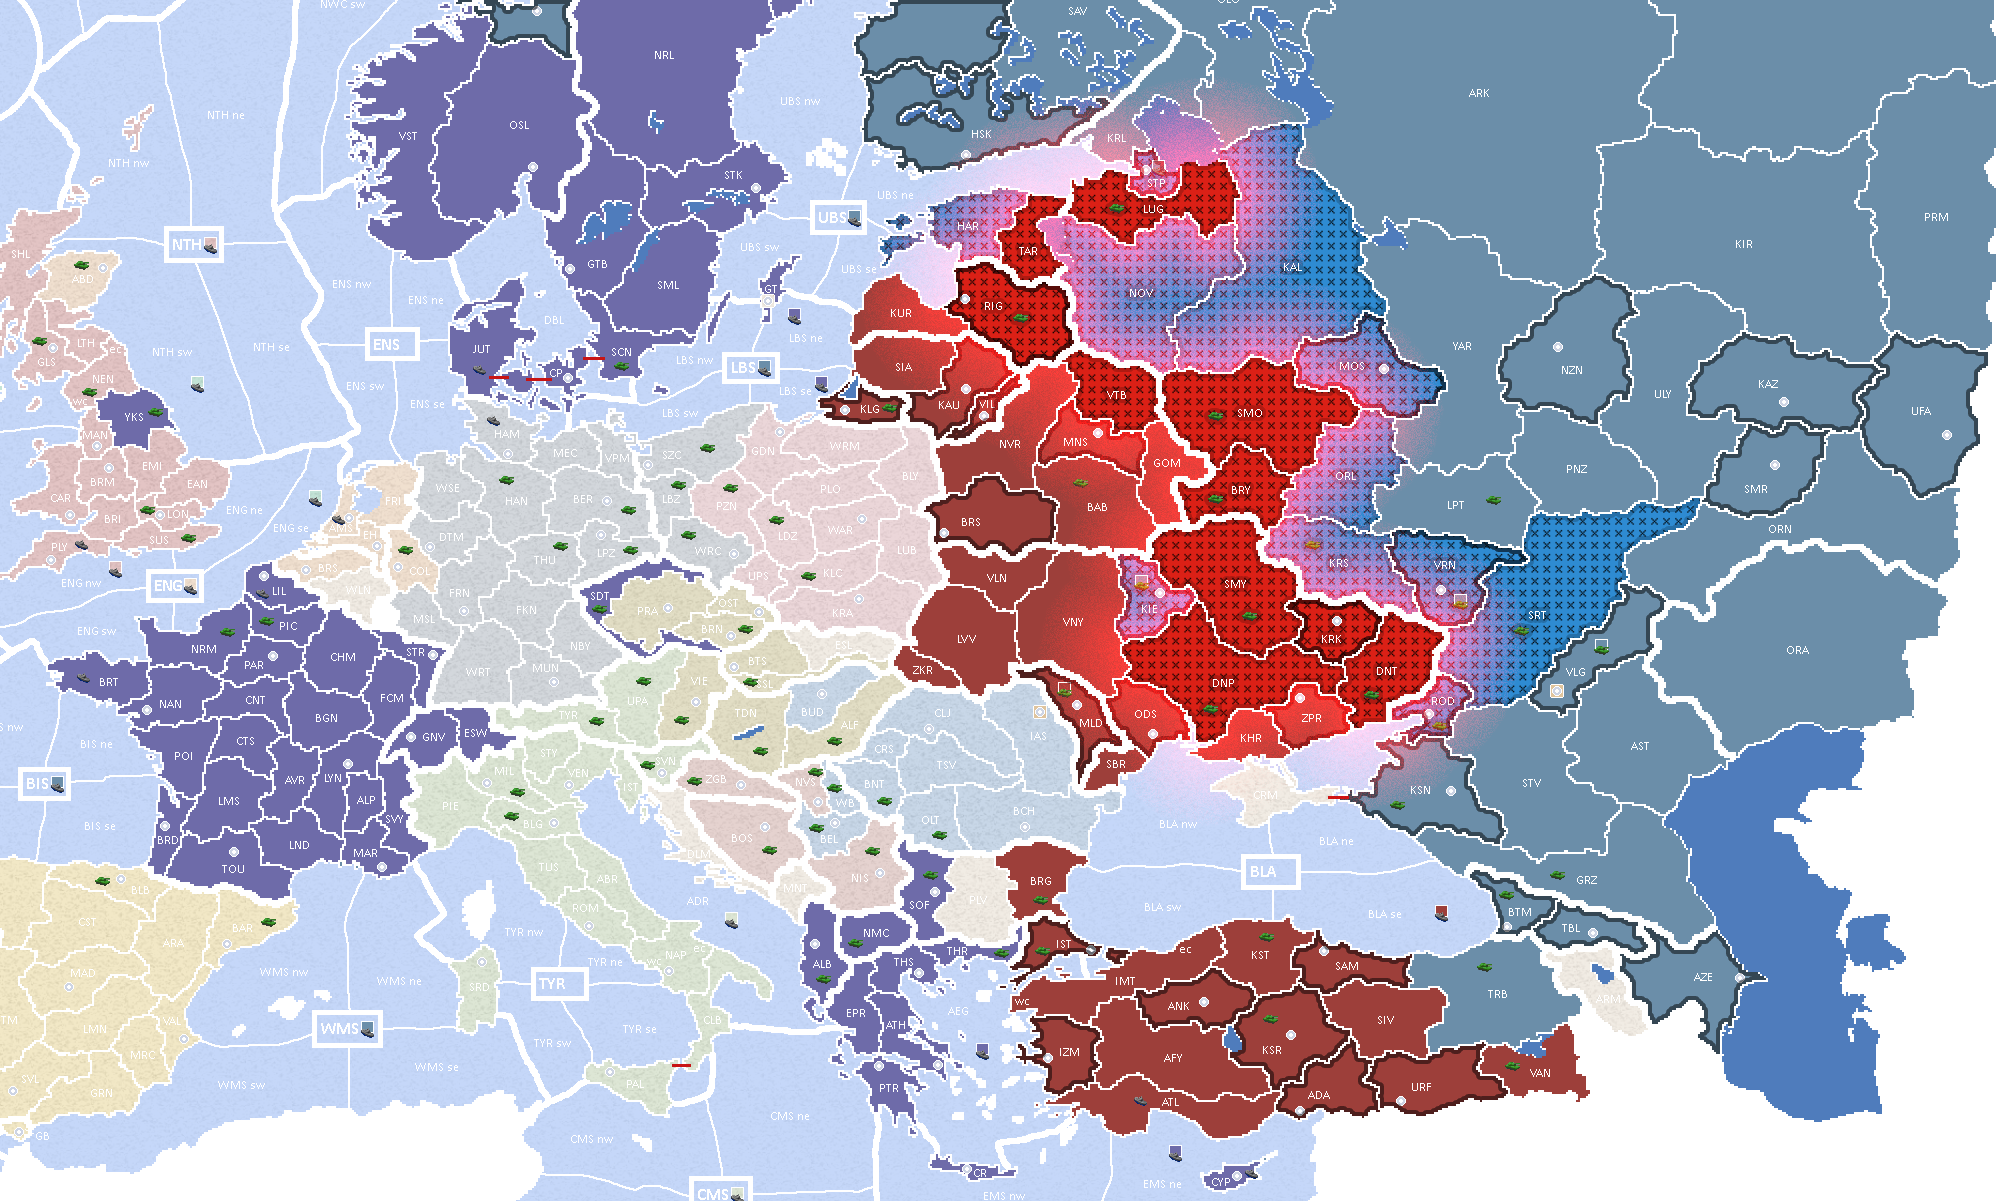 NWC sw
SAV
NRL
ARK
UBS nw
NTH ne
OSL
VST
HSK
KRL
NTH nw
STK
STP
UBS ne
LUG
PRM
UBS
HAR
NTH
KIR
TAR
UBS sw
SHL
GTB
KAL
UBS se
ABD
ENS nw
SML
GT
NOV
ENS ne
RIG
KUR
DBL
LBS ne
LTH
ec
ENS
YAR
NTH se
NTH sw
JUT
SCN
GLS
LBS nw
MOS
SIA
LBS
NZN
CP
NEN
ENS sw
KAZ
LBS se
ULY
VTB
wc
ENS se
KAU
VIL
KLG
SMO
UFA
YKS
LBS sw
MAN
HAM
MNS
NVR
WRM
GDN
MEC
VPM
SZC
GOM
EMI
PNZ
BLY
ORL
BRM
EAN
WSE
HAN
BER
LBZ
PZN
PLO
BRY
SMR
CAR
FRI
LPT
BAB
ENG ne
BRI
LON
BRS
ORN
ENG se
WAR
LDZ
SUS
DTM
PLY
LPZ
WRC
LUB
THU
KRS
VRN
BRS
COL
UPS
KLC
VLN
ENG nw
ENG
SMY
WLN
LIL
FRN
SDT
OST
KIE
PRA
KRA
FKN
SRT
MSL
VNY
PIC
BRN
ENG sw
LVV
KRK
NBY
ESL
NRM
STR
CHM
ORA
PAR
BTS
MUN
WRT
ZKR
DNT
VLG
BRT
SSL
VIE
DNP
FCM
CNT
UPA
NAN
ROD
BUD
TDN
CLJ
ODS
TYR
BGN
ZPR
MLD
ALF
ESW
GNV
IAS
KHR
BIS ne
CTS
AST
CRS
STY
POI
SVN
SBR
TSV
MIL
VEN
AVR
LYN
ZGB
NVS
BIS
BNT
STV
IST
KSN
CRM
LMS
ALP
PIE
WB
BCH
SVY
OLT
BLG
BLA nw
BIS se
BOS
BEL
BRD
LND
BLA ne
MAR
DLM
TOU
TUS
BLA
NIS
ABR
BRG
GRZ
MNT
BLB
PLV
ADR
SOF
BLA sw
ROM
BLA se
BTM
CST
BAR
NMC
TBL
TYR nw
ARA
IST
THR
ec
ec
NAP
KST
wc
TYR ne
THS
ALB
SAM
MAD
WMS nw
AZE
WMS ne
IMT
TYR
SRD
TRB
wc
ARM
ANK
AEG
EPR
VAL
CLB
SIV
LMN
WMS
ATH
TYR se
TYR sw
KSR
IZM
MRC
AFY
WMS se
VAN
SVL
PAL
WMS sw
PTR
URF
GRN
ADA
ATL
CMS ne
GB
CMS nw
CR
CYP
EMS ne
CMS
EMS nw